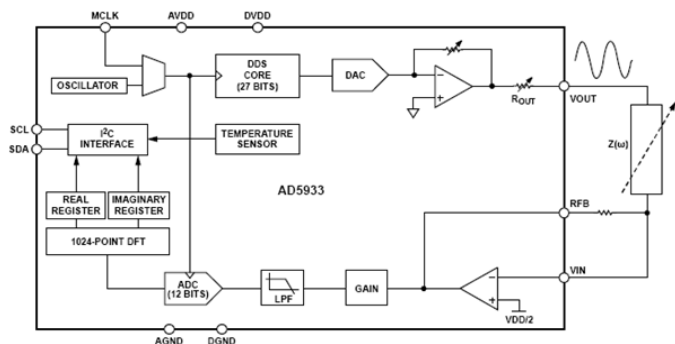 MCLK
AVDD
DVDD
OSCILLATOR
DDS
CORE
(27 BITS)
DAC
−
+
ROUT
VOUT
SCL
SDA
I2C
INTERFACE
TEMPERATURE
SENSOR
Z(ω)
REAL
REGISTER
IMAGINARY
REGISTER
AD5933
RFB
1024-POINT DFT
ADC
(12 BITS)
LPF
GAIN
−
+
VIN
VDD/2
AGND
DGND